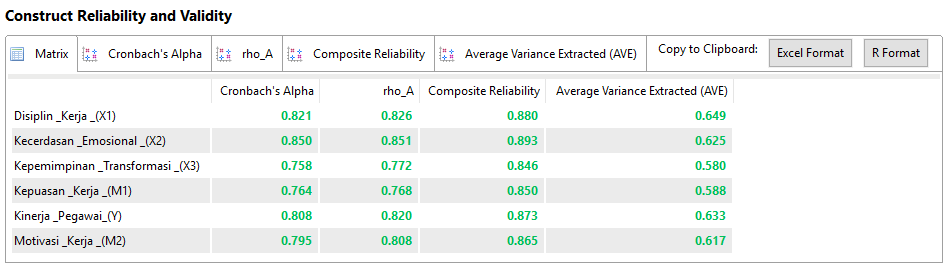 Construct Reliability and Validity
Matrix Cronbach's Alpha rho_A Composite Reliability Average Variance Extracted (AVE) Copy to Clipboard: Excel Format R Format
Cronbach's Alpha rho_A Composite Reliability Average Variance Extracted (AVE)
Disiplin _Kerja _(X1) 0.821 0.826 0.880 0.649
Kecerdasan _Emosional _(X2) 0.850 0.851 0.893 0.625
Kepemimpinan _Transformasi _(X3) 0.758 0.772 0.846 0.580
Kepuasan _Kerja _(M1) 0.764 0.768 0.850 0.588
Kinerja _Pegawai_(Y) 0.808 0.820 0.873 0.633
Motivasi _Kerja _(M2) 0.795 0.808 0.865 0.617